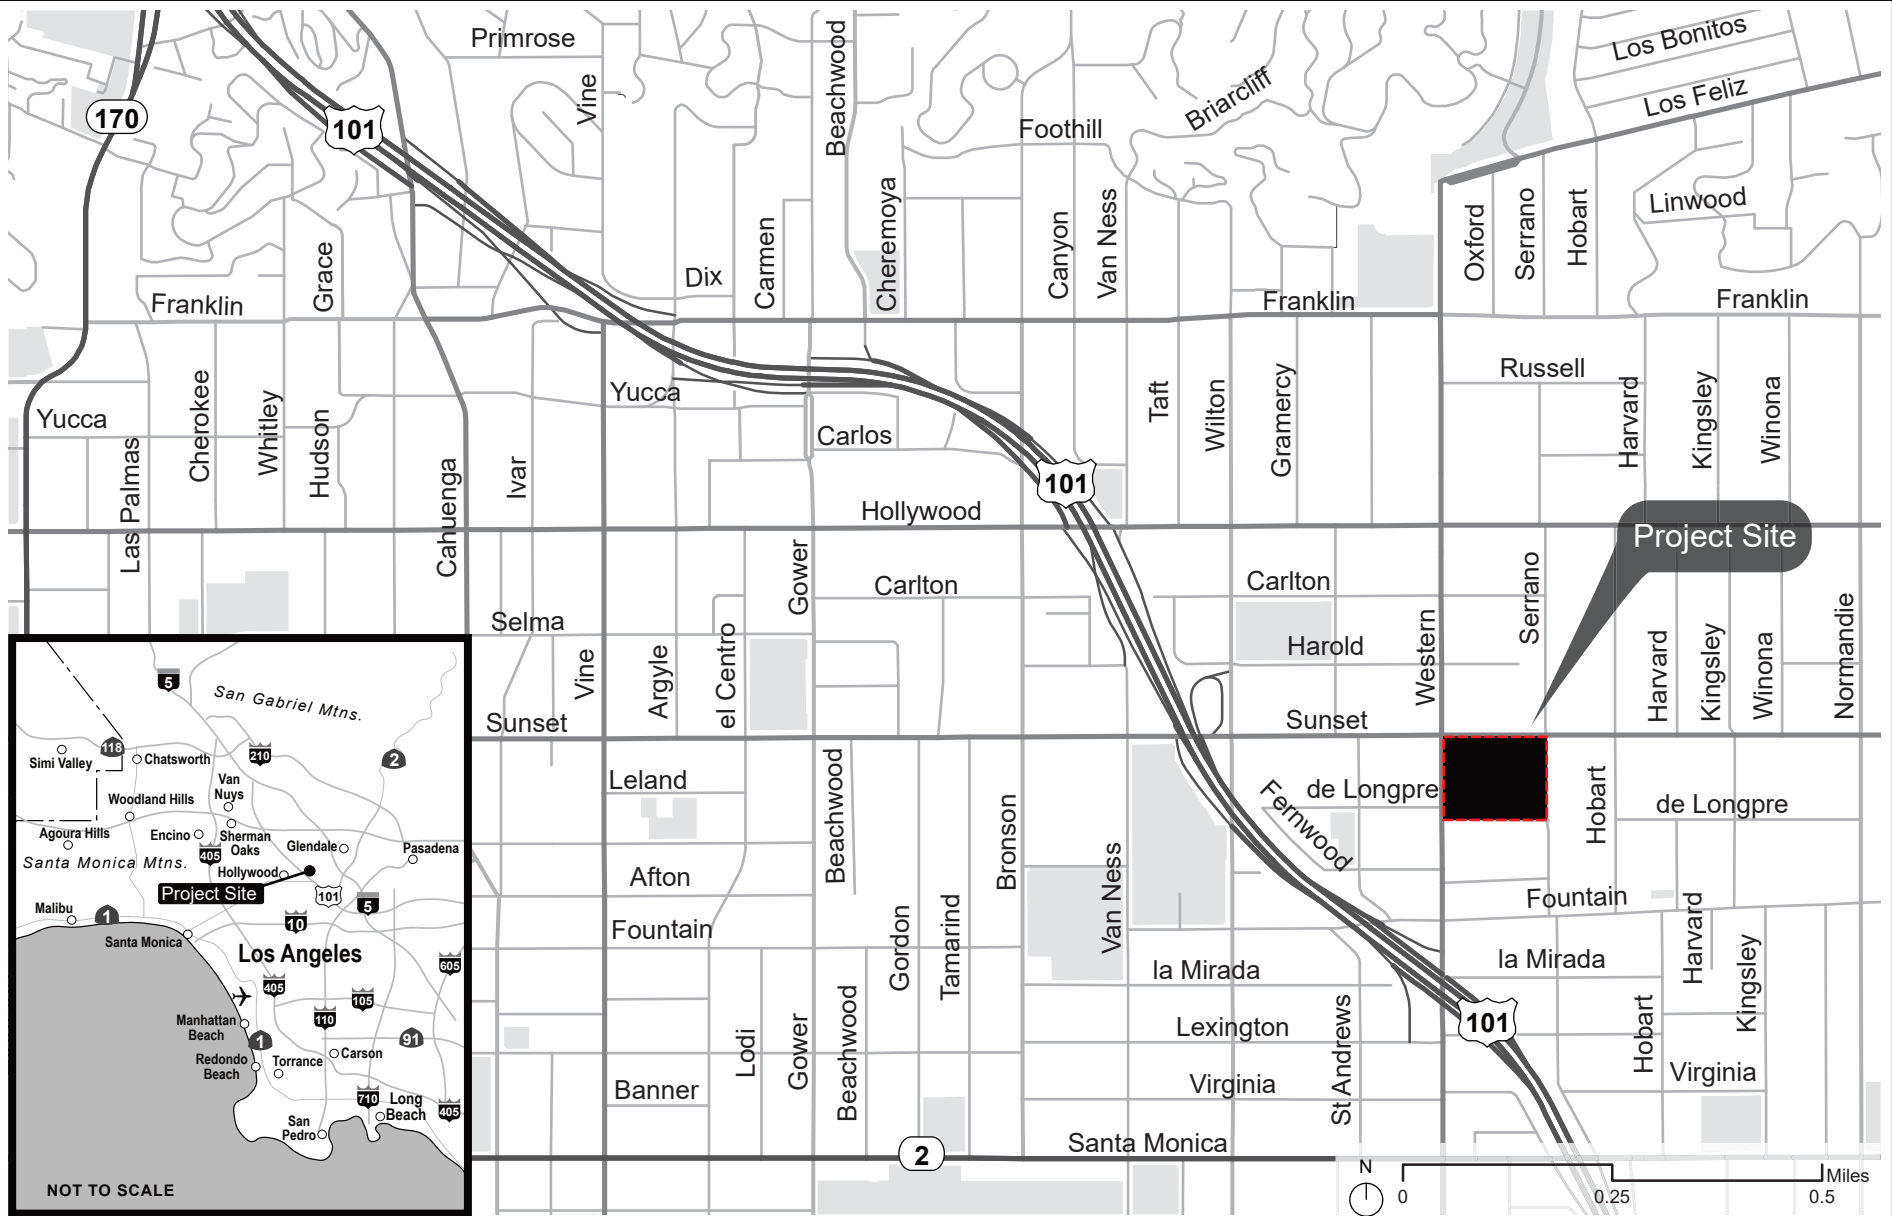 Primrose
Vine
Beachwood
Los Bonitos
Los Feliz
Briarcliff
Foothill
170
101
Cheremoya
Carmen
Dix
Canyon
Van Ness
Oxford
Serrano
Hobart
Linwood
Grace
Franklin
Franklin
Franklin
Russell
Yucca
Yucca
Las Palmas
Cherokee
Whitley
Hudson
Cahuenga
Ivar
Carlos
101
Taft
Wilton
Gramercy
Harvard
Kingsley
Winona
Hollywood
Project Site
Gower
Carlton
Carlton
Serrano
Selma
Vine
Argyle
el Centro
Harold
Western
Harvard
Kingsley
Winona
Normandie
Sunset
Sunset
Leland
Beachwood
Bronson
Fernwood
de Longpre
Hobart
de Longpre
Afton
Fountain
Fountain
Gordon
Tamarind
Van Ness
la Mirada
la Mirada
Harvard
Kingsley
Lexington
101
Hobart
Lodi
Gower
Beachwood
St Andrews
Banner
Virginia
Virginia
2
Santa Monica
N
0
0.25
0.5
Miles
5
San Gabriel Mtns.
118
Simi Valley
Chatsworth
210
2
Van
Nuys
Woodland Hills
Agoura Hills
Encino
Sherman
Oaks
Glendale
Pasadena
405
Santa Monica Mtns.
Hollywood
Project Site
101
5
Malibu
1
10
Santa Monica
Los Angeles
605
405
105
110
Manhattan
Beach
1
91
Redondo
Beach
Torrance
Carson
710
Long
Beach
405
San
Pedro
NOT TO SCALE